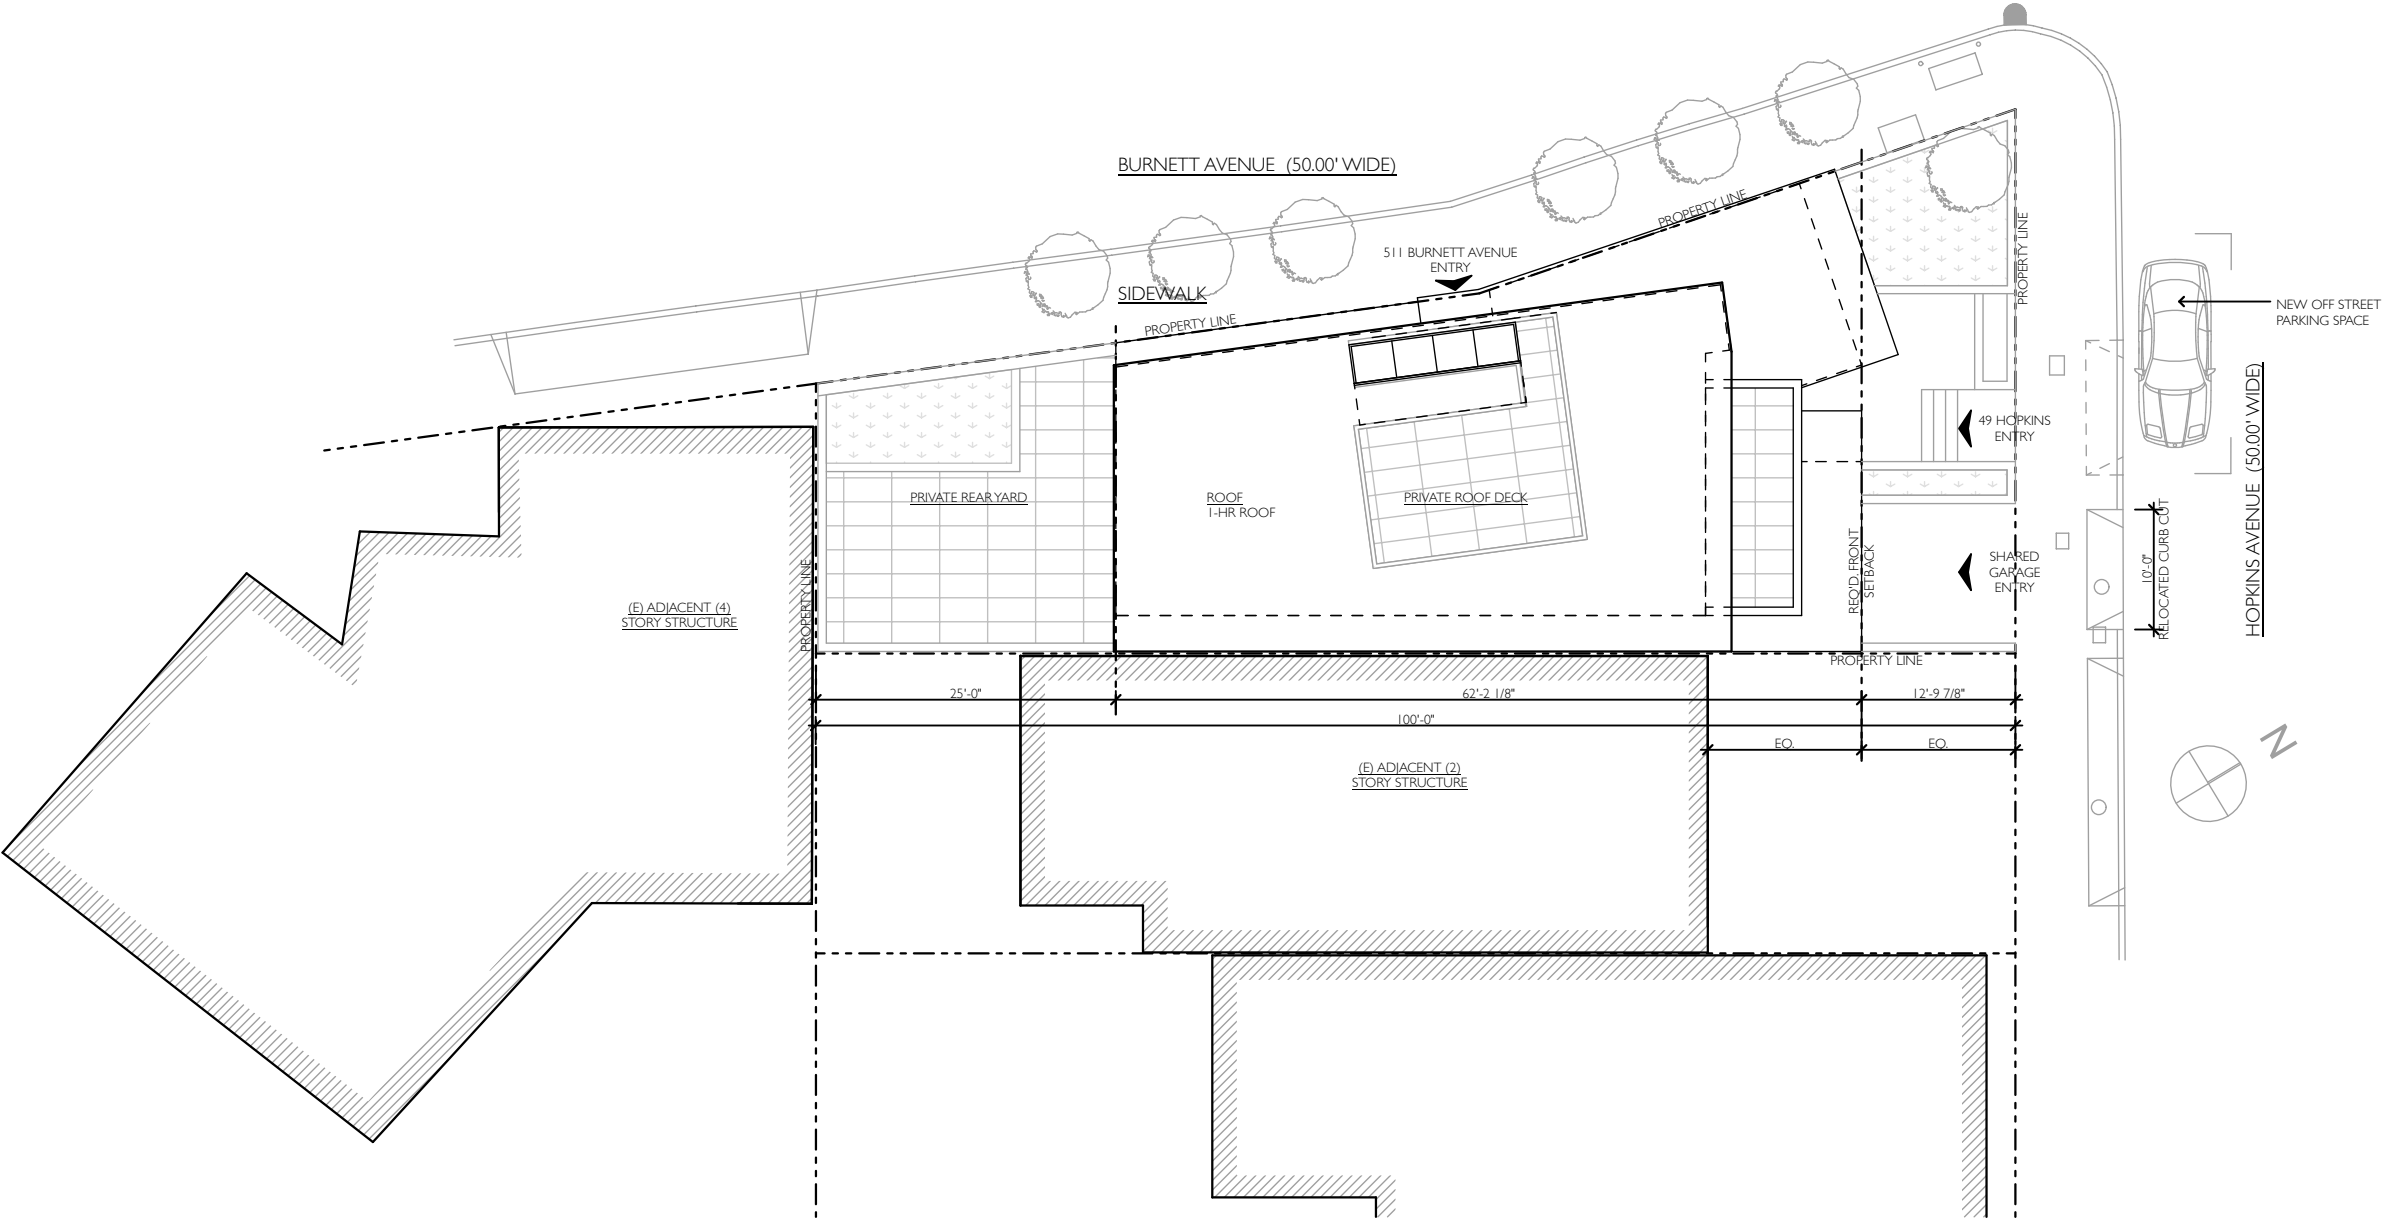 BURNETT AVENUE (50.00' WIDE)
SIDEWALK
PROPERTY LINE
511 BURNETT AVENUE
ENTRY
PROPERTY LINE
PROPERTY LINE
NEW OFF STREET
PARKING SPACE
HOPKINS AVENUE (50.00' WIDE)
49 HOPKINS
ENTRY
PRIVATE REAR YARD
ROOF
1-HR ROOF
PRIVATE ROOF DECK
REQ'D. FRONT
SETBACK
SHARED
GARAGE
ENTRY
10'-0"
RELOCATED CURB CUT
(E) ADJACENT (4)
STORY STRUCTURE
PROPERTY LINE
PROPERTY LINE
25'-0"
62'-2 1/8"
12'-9 7/8"
100'-0"
EQ.
EQ.
(E) ADJACENT (2)
STORY STRUCTURE
N